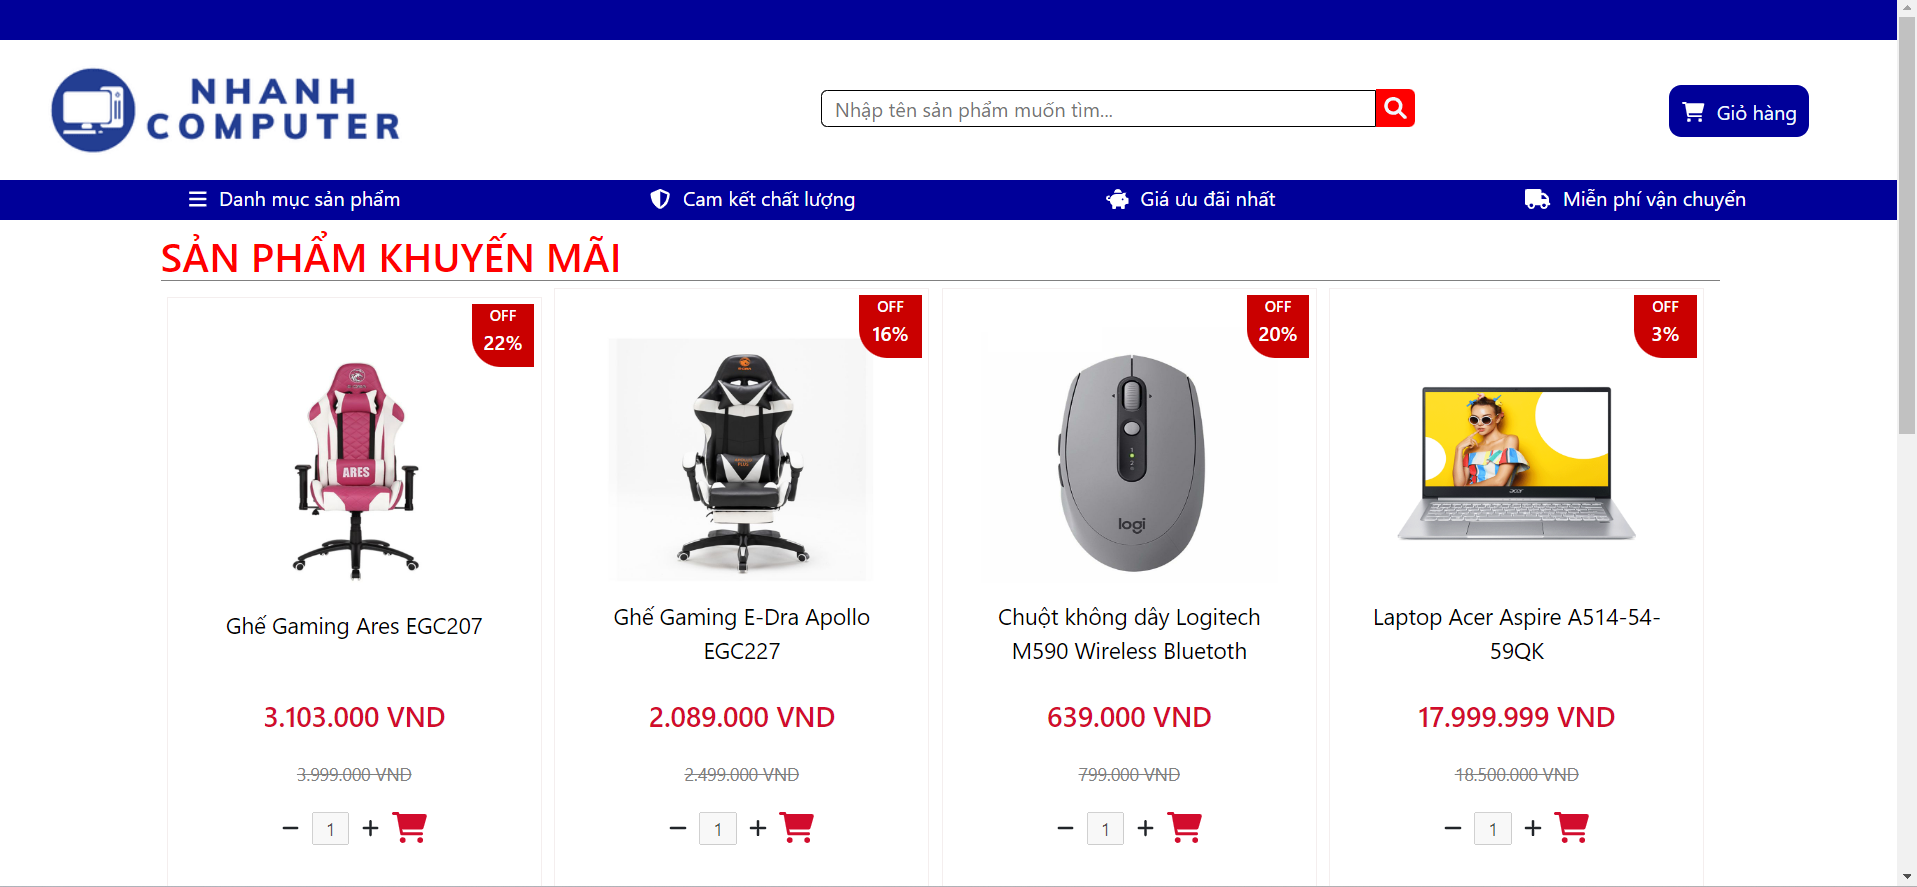 NHANH
COMPUTER
Nhập tên sản phẩm muốn tìm...
Giỏ hàng
Danh mục sản phẩm
Cam kết chất lượng
Giá ưu đãi nhất
Miễn phí vận chuyển
SẢN PHẨM KHUYẾN MÃI
OFF
22%
ARES
Ghế Gaming Ares EGC207
3.103.000 VND
3.999.000 VND
1
OFF
16%
Ghế Gaming E-Dra Apollo
EGC227
2.089.000 VND
2.499.000 VND
1
OFF
20%
logi
Chuột không dây Logitech
M590 Wireless Bluetoth
639.000 VND
799.000 VND
1
OFF
3%
acer
Laptop Acer Aspire A514-54-
59QK
17.999.999 VND
18.500.000 VND
1